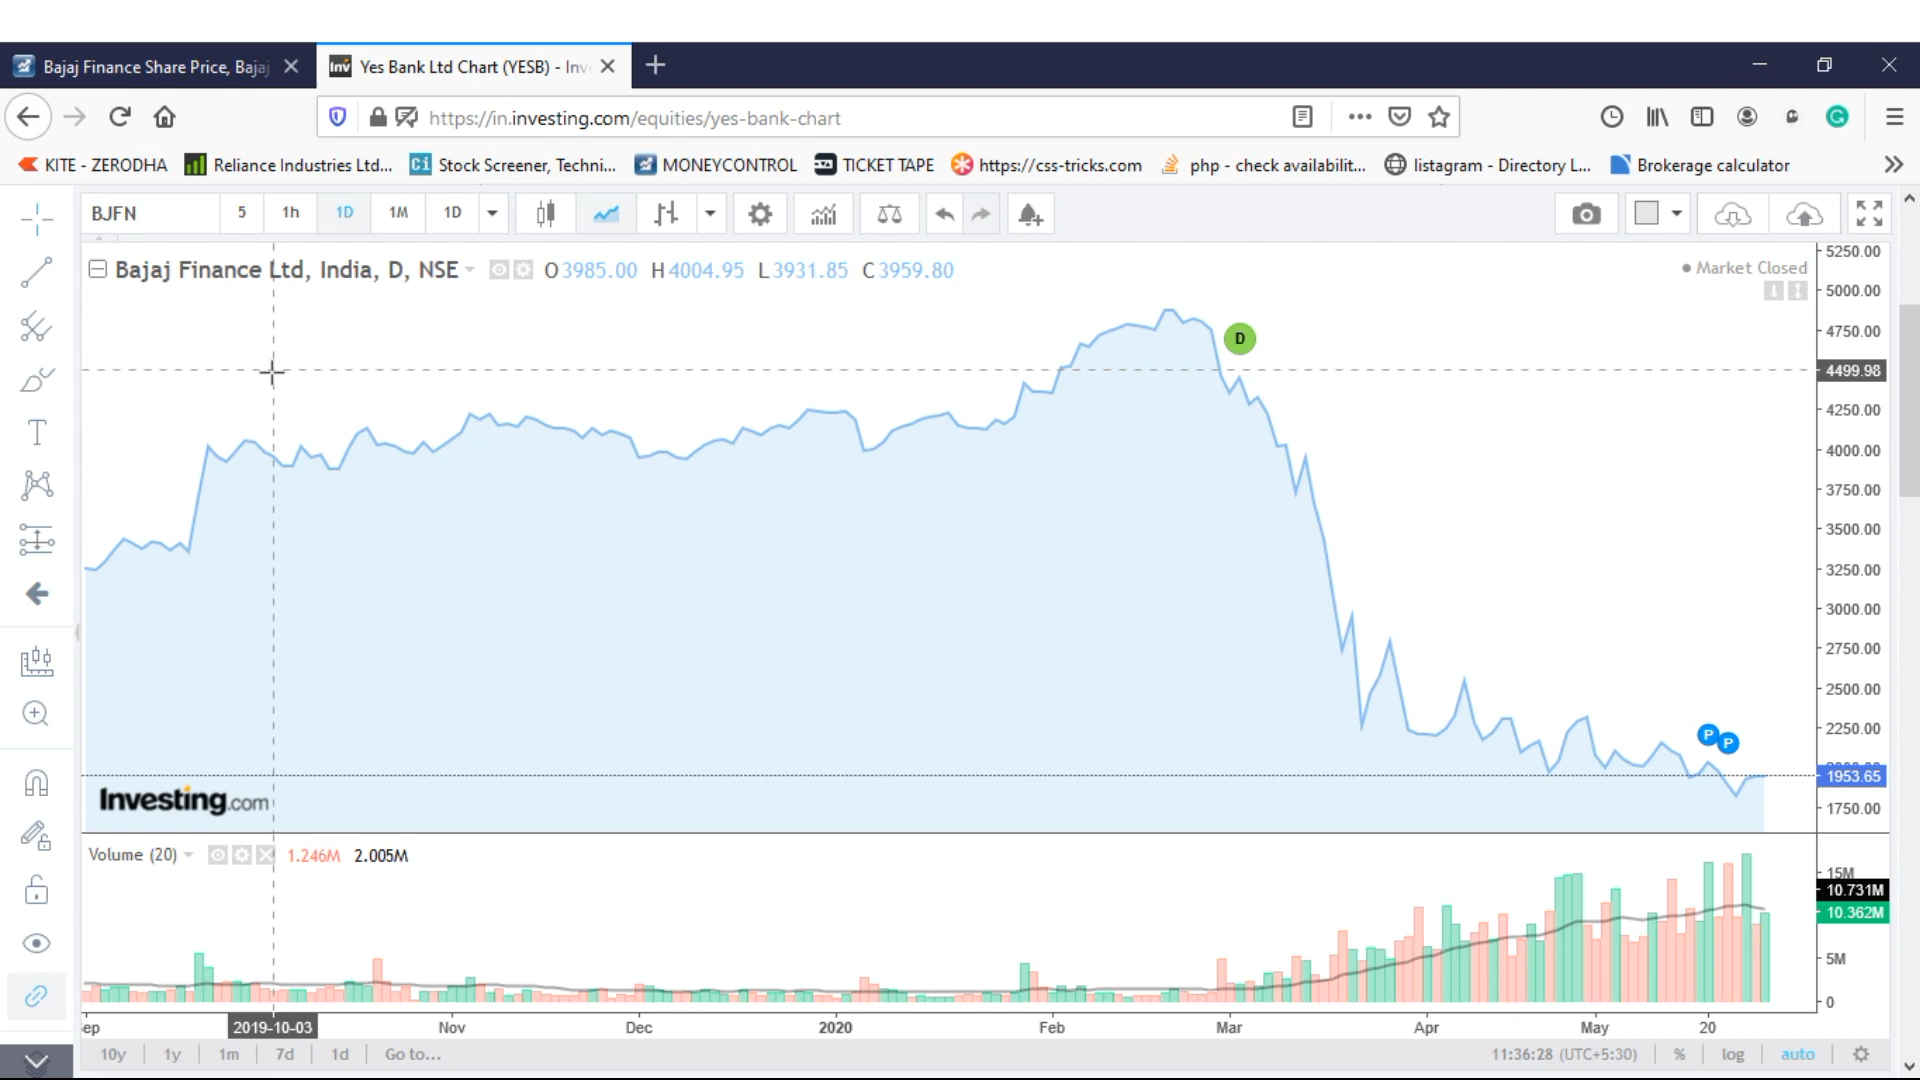 Bajaj Finance Share Price, Bajaj
Inv Yes Bank Ltd Chart (YESB) - Inv
https://in.investing.com/equities/yes-bank-chart
G
KITE - ZERODHA
Reliance Industries Ltd...
Ci Stock Screener, Techni...
MONEYCONTROL
TICKET TAPE
https://css-tricks.com
php - check availabilit...
listagram - Directory L...
Brokerage calculator
BJFN 5 1h 1D 1M 1D
Bajaj Finance Ltd, India, D, NSE O3985.00 H4004.95 L3931.85 C3959.80
Market Closed
5250.00
5000.00
4750.00
4499.98
4250.00
4000.00
3750.00
3500.00
3250.00
3000.00
2750.00
2500.00
2250.00
1953.65
1750.00
D
T
P
P
Investing.com
Volume (20) 1.246M 2.005M
15M
10.731M
10.362M
5M
0
ep 2019-10-03 Nov Dec 2020 Feb Mar Apr May 20
10y 1y 1m 7d 1d Go to...
11:36:28 (UTC+5:30) % log auto